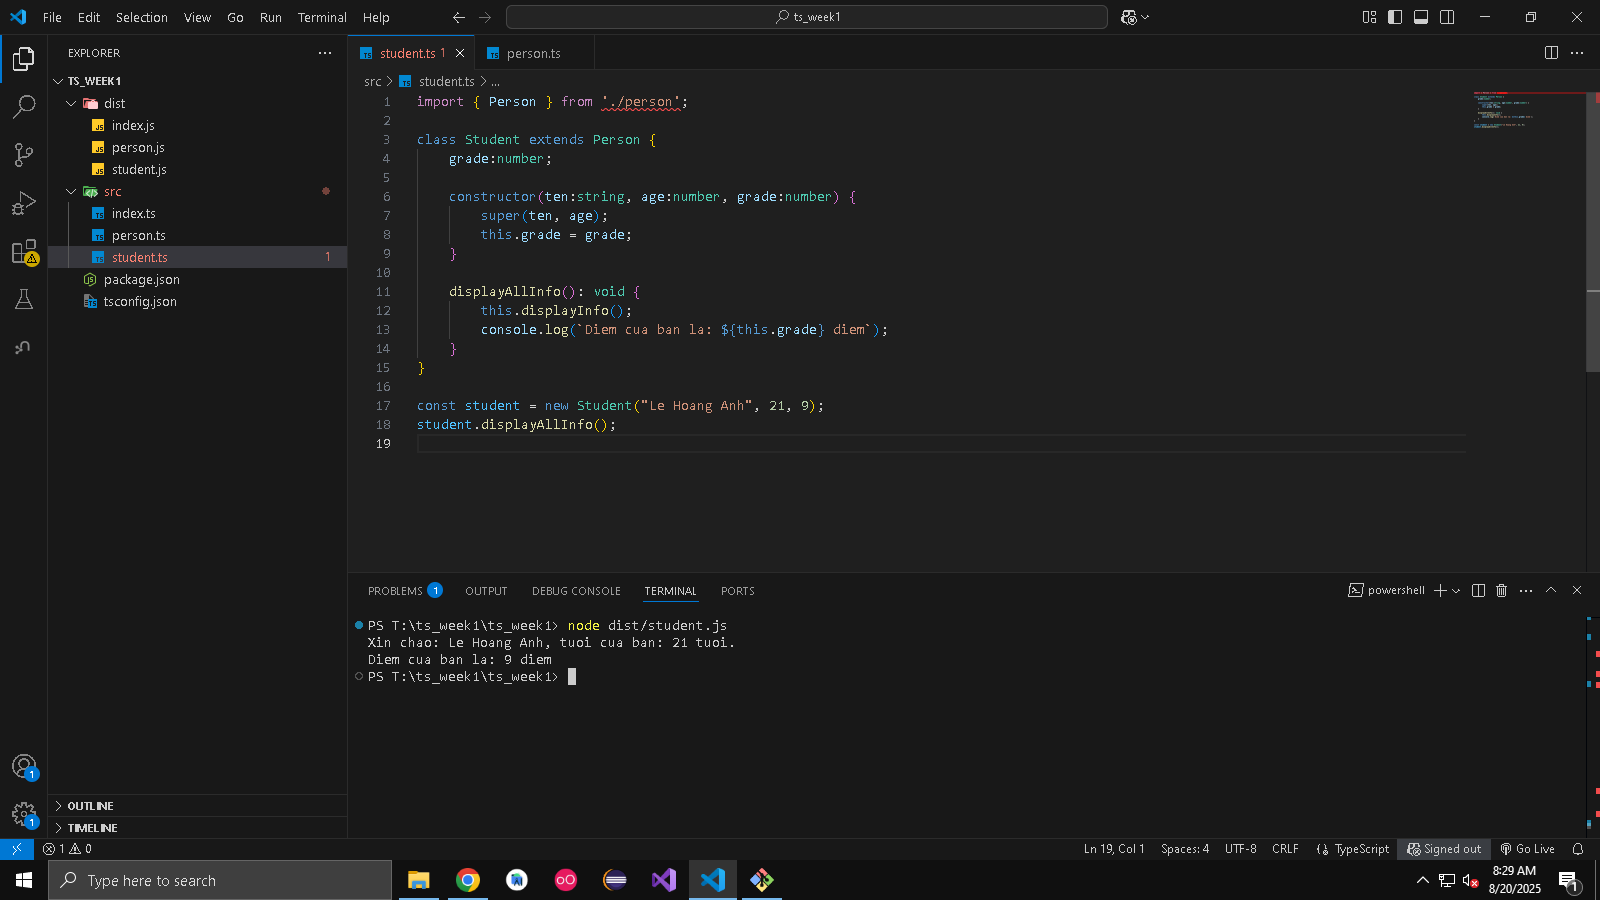 File Edit Selection View Go Run Terminal Help
ts_week1
EXPLORER
TS_WEEK1
dist
index.js
person.js
student.js
src
index.ts
person.ts
student.ts 1
package.json
tsconfig.json
OUTLINE
TIMELINE
student.ts 1
person.ts
src > student.ts > ...
1 import { Person } from './person';
2
3 class Student extends Person {
4 grade:number;
5
6 constructor(ten:string, age:number, grade:number) {
7 super(ten, age);
8 this.grade = grade;
9 }
10
11 displayAllInfo(): void {
12 this.displayInfo();
13 console.log(`Diem cua ban la: ${this.grade} diem`);
14 }
15 }
16
17 const student = new Student("Le Hoang Anh", 21, 9);
18 student.displayAllInfo();
19
PROBLEMS 1 OUTPUT DEBUG CONSOLE TERMINAL PORTS
powershell
PS T:\ts_week1\ts_week1> node dist/student.js
Xin chao: Le Hoang Anh, tuoi cua ban: 21 tuoi.
Diem cua ban la: 9 diem
PS T:\ts_week1\ts_week1>
1
1
1 0
Ln 19, Col 1 Spaces: 4 UTF-8 CRLF TypeScript Signed out Go Live
Type here to search
8:29 AM
8/20/2025
1